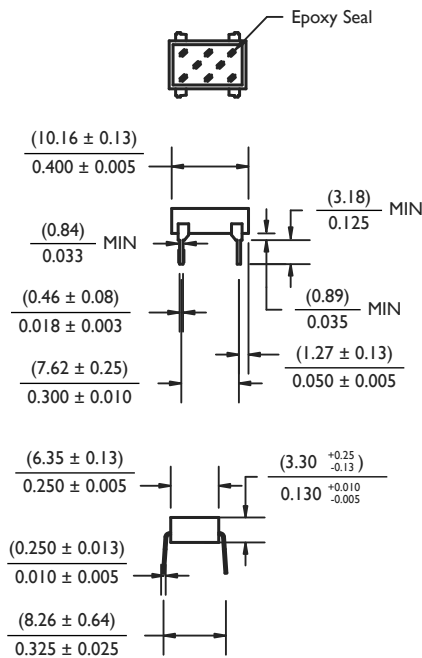 Epoxy Seal
(10.16 ± 0.13)
0.400 ± 0.005
(3.18)
0.125 MIN
(0.84)
0.033 MIN
(0.89)
0.035 MIN
(0.46 ± 0.08)
0.018 ± 0.003
(1.27 ± 0.13)
0.050 ± 0.005
(7.62 ± 0.25)
0.300 ± 0.010
(6.35 ± 0.13)
0.250 ± 0.005
(3.30 +0.25 -0.13)
0.130 +0.010 -0.005
(0.250 ± 0.013)
0.010 ± 0.005
(8.26 ± 0.64)
0.325 ± 0.025